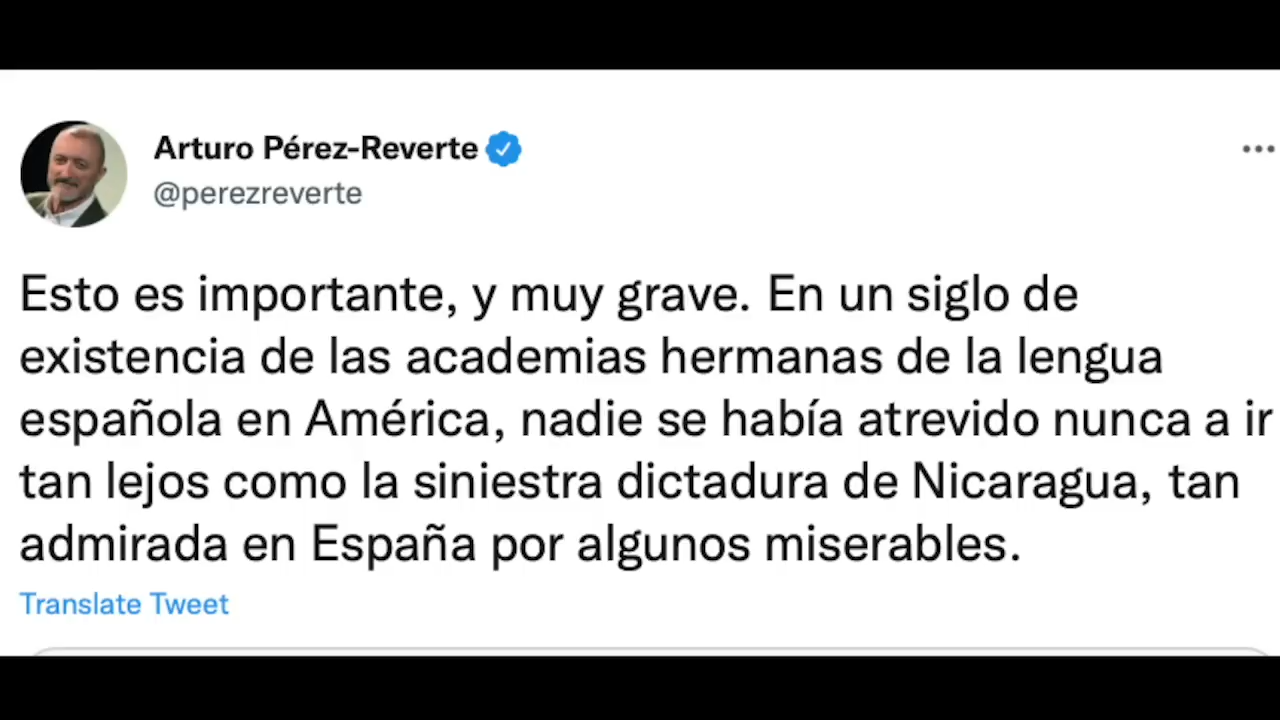 Arturo Pérez-Reverte
@perezreverte
Esto es importante, y muy grave. En un siglo de
existencia de las academias hermanas de la lengua
española en América, nadie se había atrevido nunca a ir
tan lejos como la siniestra dictadura de Nicaragua, tan
admirada en España por algunos miserables.
Translate Tweet